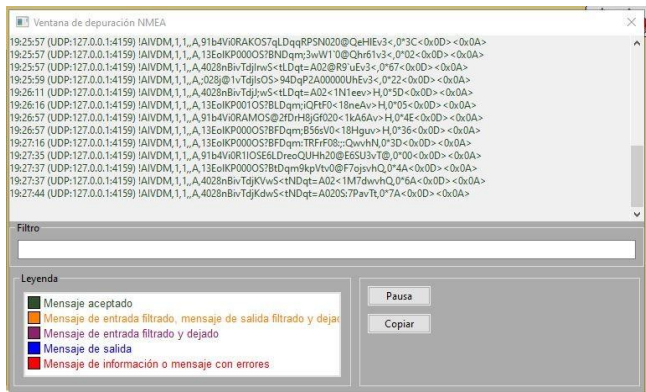 Ventana de depuración NMEA
19:25:57 (UDP:127.0.0.1:4159) !AIVDM,1,1,,A,91b4Vi0RAKOS7qLDqqRPSN020@QeHIEv3<,0*3C<0x0D><0x0A>
19:25:57 (UDP:127.0.0.1:4159) !AIVDM,1,1,,A,13EoIKP000OS?BNDqm;3wW1`0@Qhr61v3<,0*02<0x0D><0x0A>
19:25:57 (UDP:127.0.0.1:4159) !AIVDM,1,1,,A,4028nBivTdjIrwS<tLDqt=A02@R9`uEv3<,0*67<0x0D><0x0A>
19:25:59 (UDP:127.0.0.1:4159) !AIVDM,1,1,,A,;028j@1vTdjIsOS>94DqP2A00000UhEv3<,0*22<0x0D><0x0A>
19:26:11 (UDP:127.0.0.1:4159) !AIVDM,1,1,,A,4028nBivTdjJ;wS<tLDqt=A02<1N1eev>H,0*5D<0x0D><0x0A>
19:26:16 (UDP:127.0.0.1:4159) !AIVDM,1,1,,A,13EoIKP001OS?BLDqm;iQFtF0<18neAv>H,0*05<0x0D><0x0A>
19:26:57 (UDP:127.0.0.1:4159) !AIVDM,1,1,,A,91b4Vi0RAMOS@2fDrH8jGf020<1kA6Av>H,0*4E<0x0D><0x0A>
19:26:57 (UDP:127.0.0.1:4159) !AIVDM,1,1,,A,13EoIKP000OS?BFDqm;B56sV0<18Hguv>H,0*36<0x0D><0x0A>
19:27:16 (UDP:127.0.0.1:4159) !AIVDM,1,1,,A,13EoIKP000OS?BFDqm:TRFrF08;:QwvhN,0*3D<0x0D><0x0A>
19:27:35 (UDP:127.0.0.1:4159) !AIVDM,1,1,,A,91b4Vi0R1IOSE6LDreoQUHh20@E6SU3vT@,0*00<0x0D><0x0A>
19:27:37 (UDP:127.0.0.1:4159) !AIVDM,1,1,,A,13EoIKP000OS?BtDqm9kpVtv0@F7ojsvhQ,0*4A<0x0D><0x0A>
19:27:37 (UDP:127.0.0.1:4159) !AIVDM,1,1,,A,4028nBivTdjKVwS<tNDqt=A02<1M7dwvhQ,0*6A<0x0D><0x0A>
19:27:44 (UDP:127.0.0.1:4159) !AIVDM,1,1,,A,4028nBivTdjKdwS<tNDqt=A020S:7PavTt,0*7A<0x0D><0x0A>
Filtro
Leyenda
Mensaje aceptado
Mensaje de entrada filtrado, mensaje de salida filtrado y dejac
Mensaje de entrada filtrado y dejado
Mensaje de salida
Mensaje de información o mensaje con errores
Pausa
Copiar